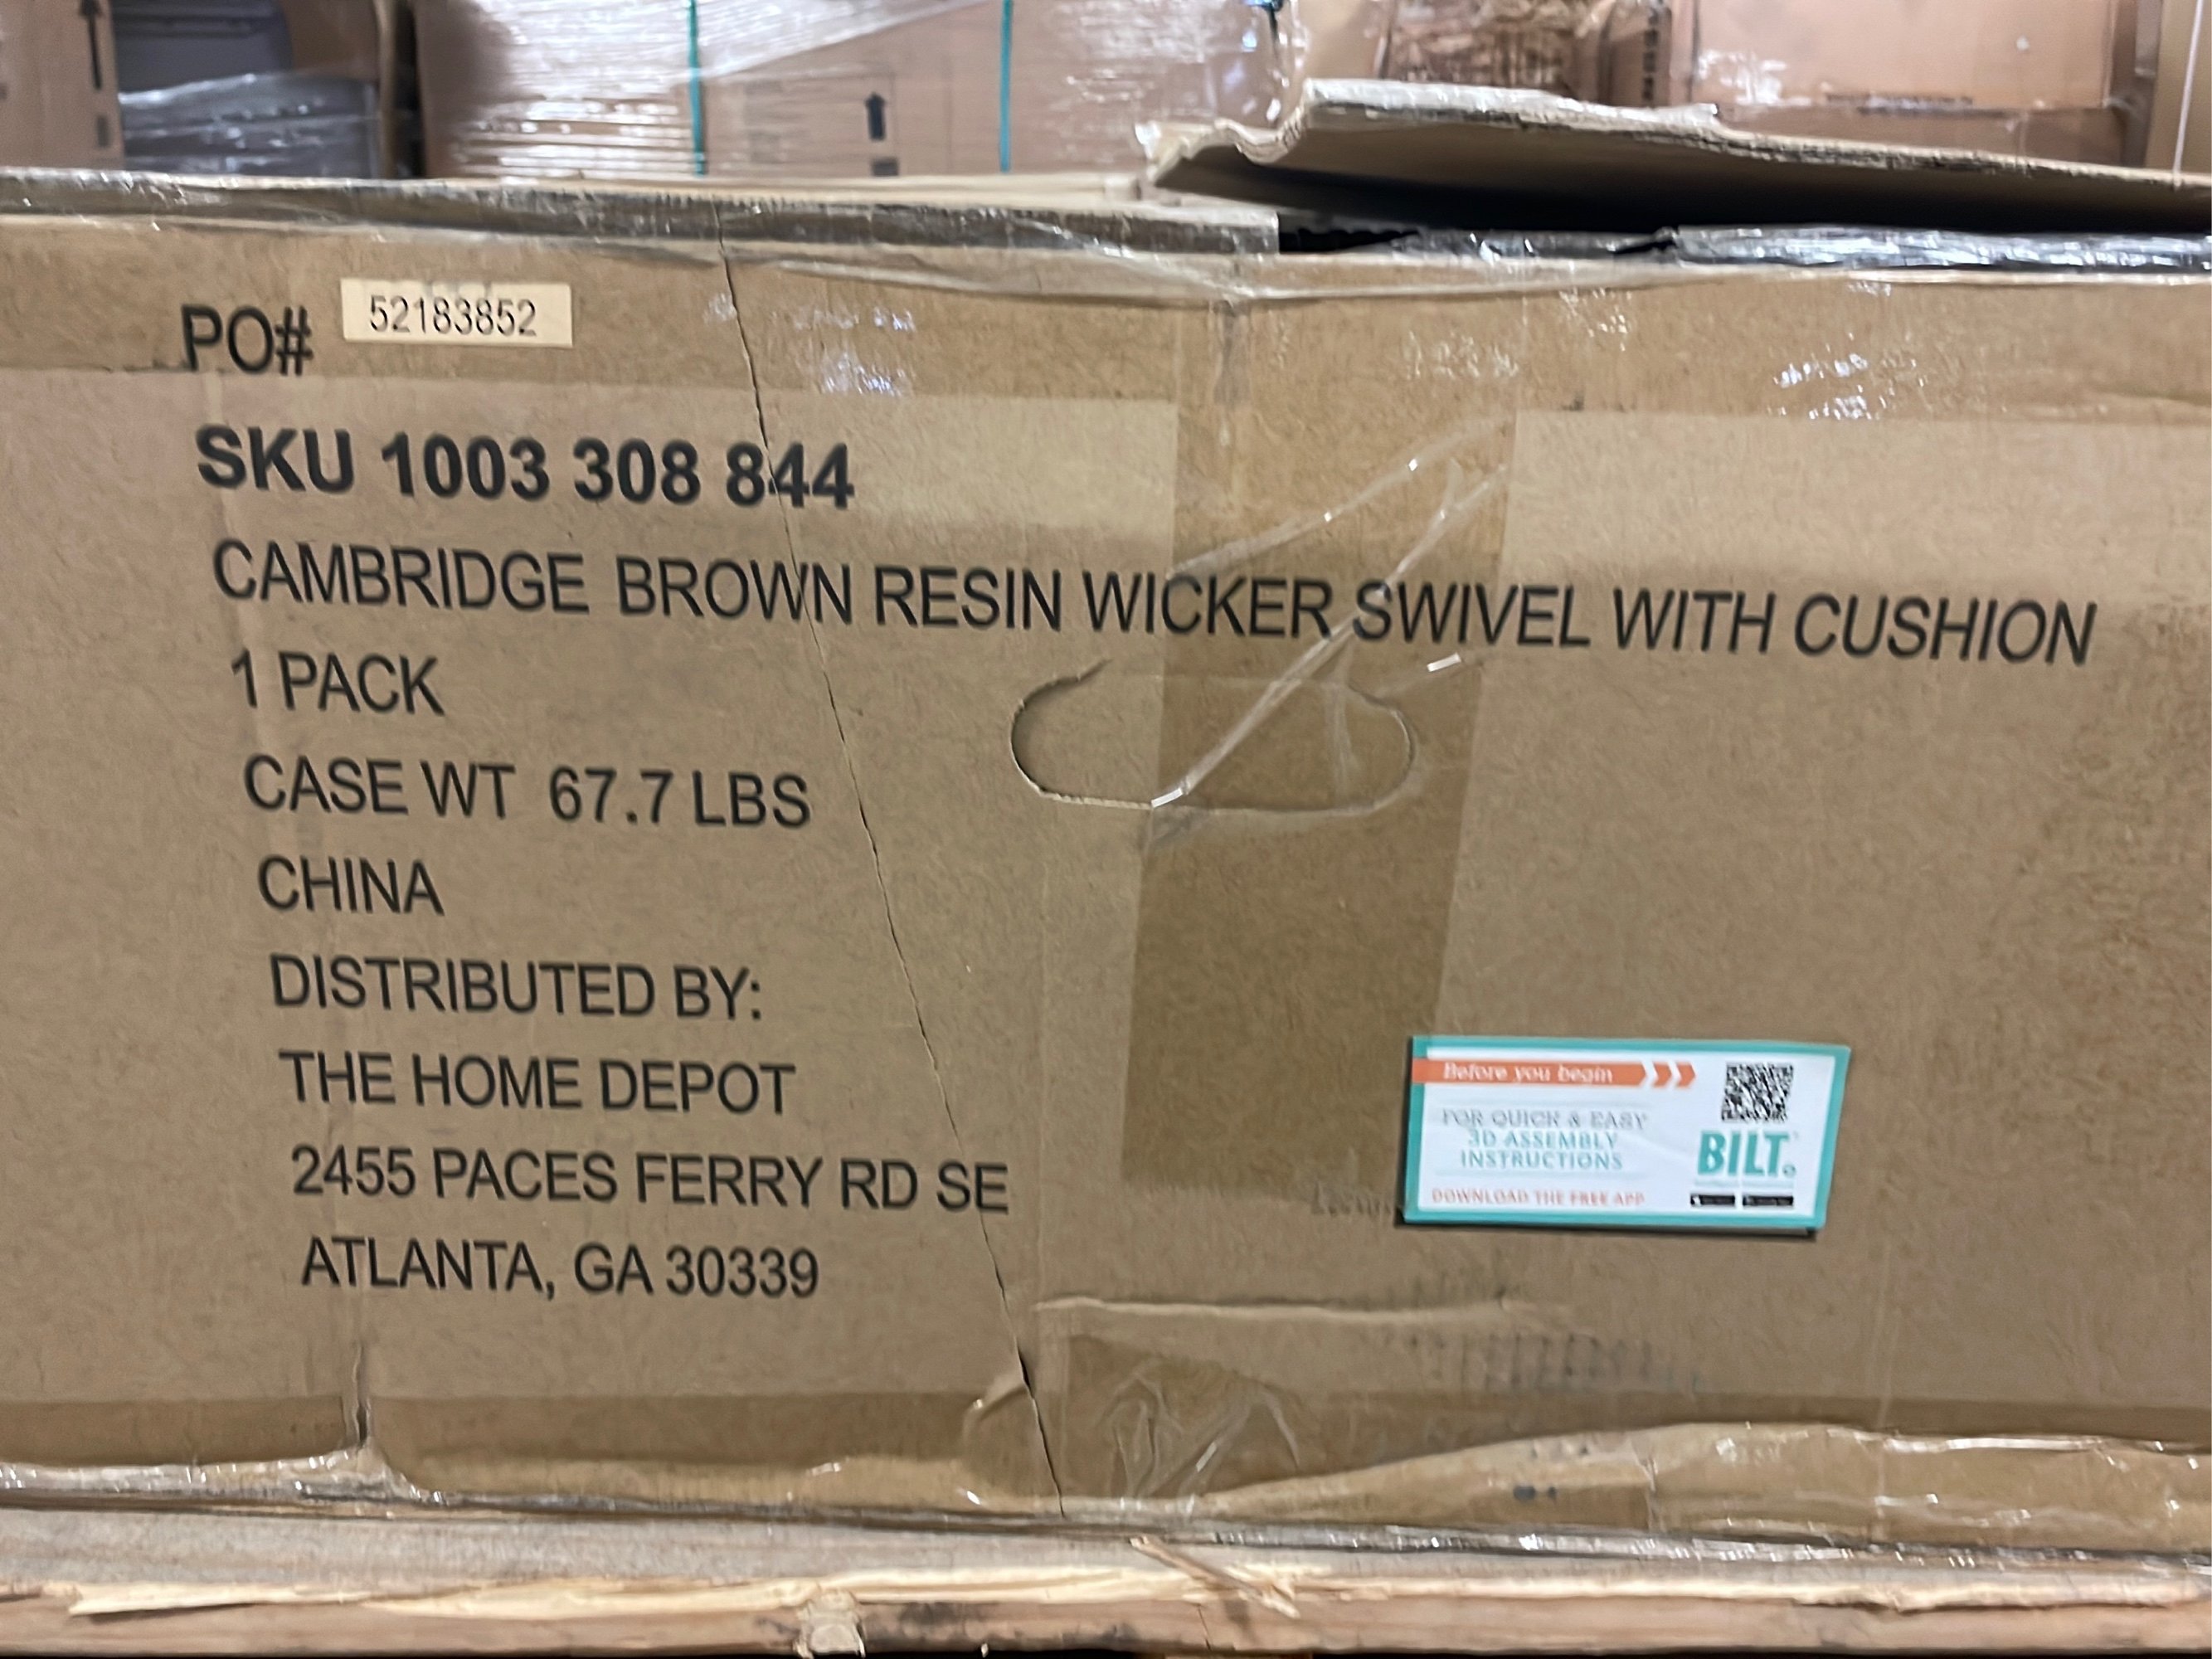 PO# 52183852
SKU 1003 308 844
CAMBRIDGE BROWN RESIN WICKER SWIVEL WITH CUSHION
1 PACK
CASE WT 67.7 LBS
CHINA
DISTRIBUTED BY:
THE HOME DEPOT
2455 PACES FERRY RD SE
ATLANTA, GA 30339
Before you begin
FOR QUICK & EASY
3D ASSEMBLY
INSTRUCTIONS
DOWNLOAD THE FREE APP
BILT